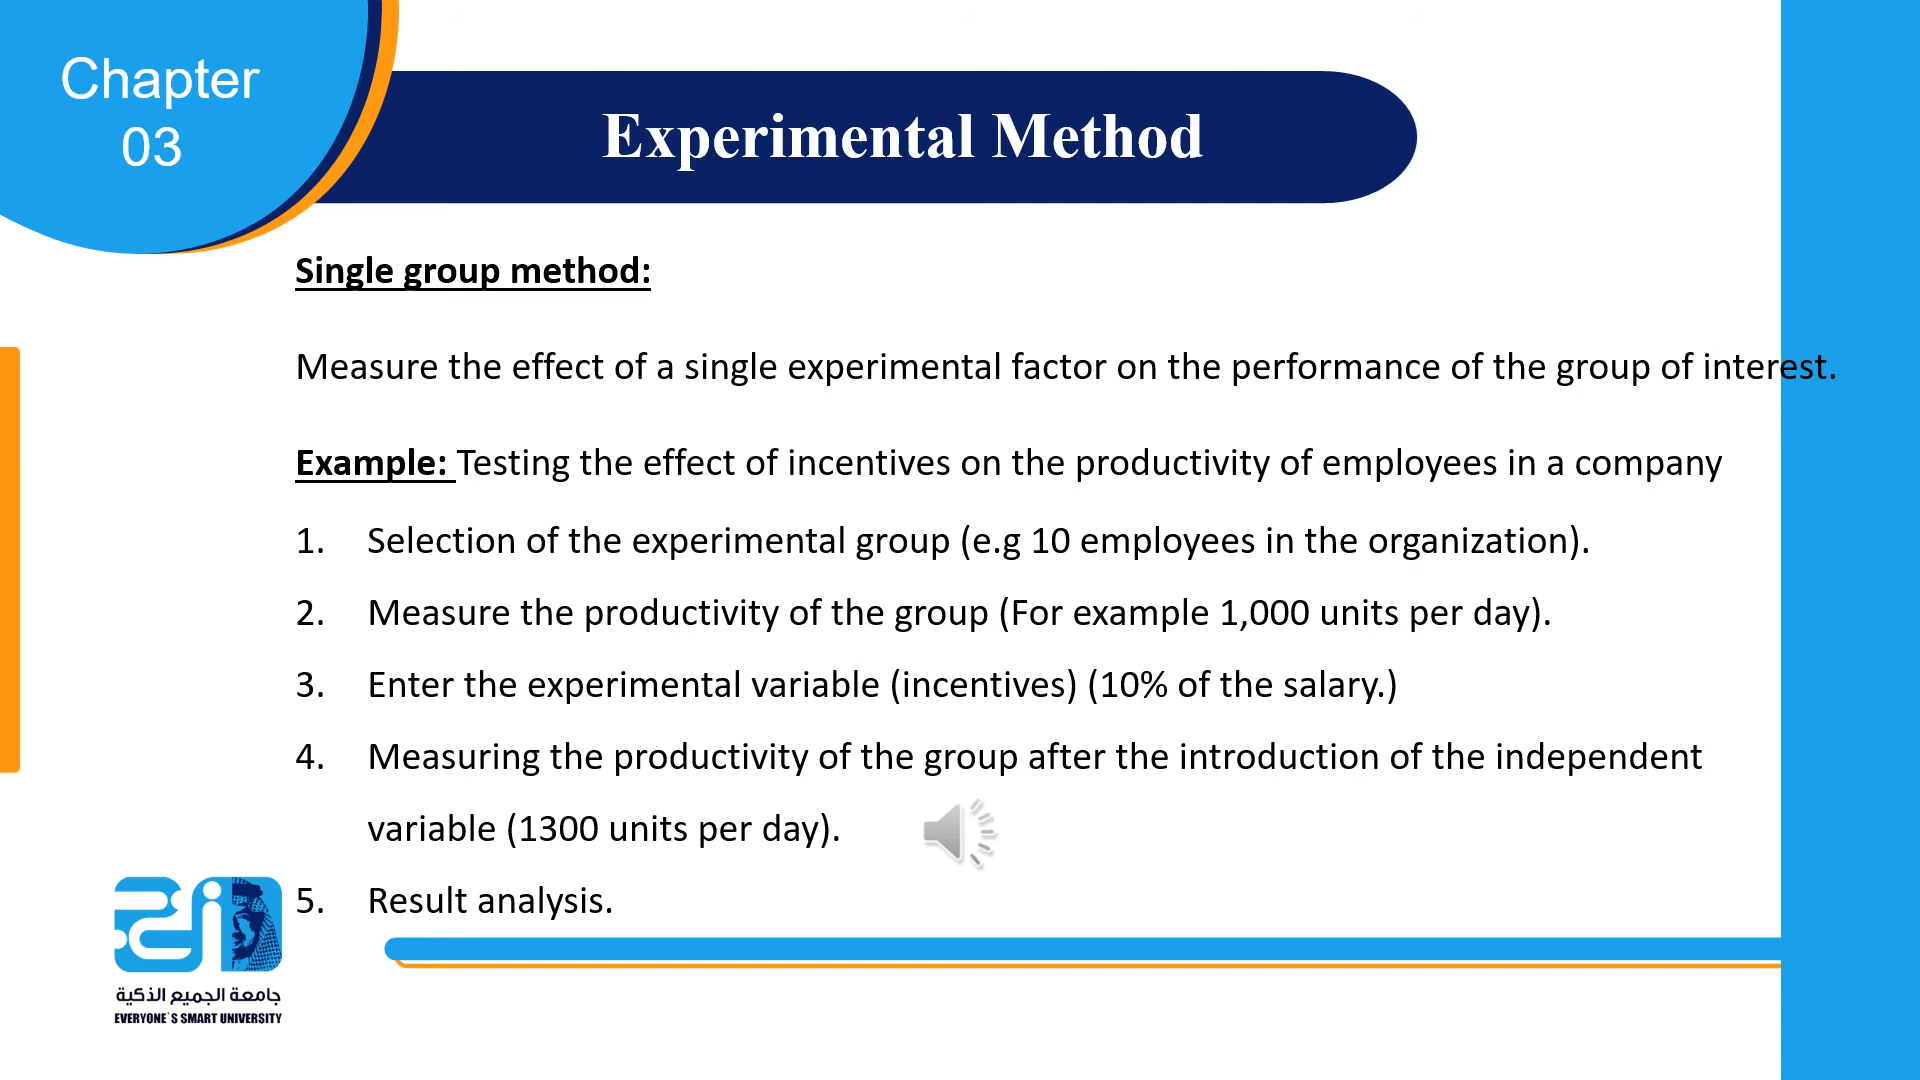 Chapter
03
Experimental Method
Single group method:
Measure the effect of a single experimental factor on the performance of the group of interest.
Example: Testing the effect of incentives on the productivity of employees in a company
1. Selection of the experimental group (e.g 10 employees in the organization).
2. Measure the productivity of the group (For example 1,000 units per day).
3. Enter the experimental variable (incentives) (10% of the salary.)
4. Measuring the productivity of the group after the introduction of the independent
variable (1300 units per day).
5. Result analysis.
جامعة الجميع الذكية
EVERYONE`S SMART UNIVERSITY